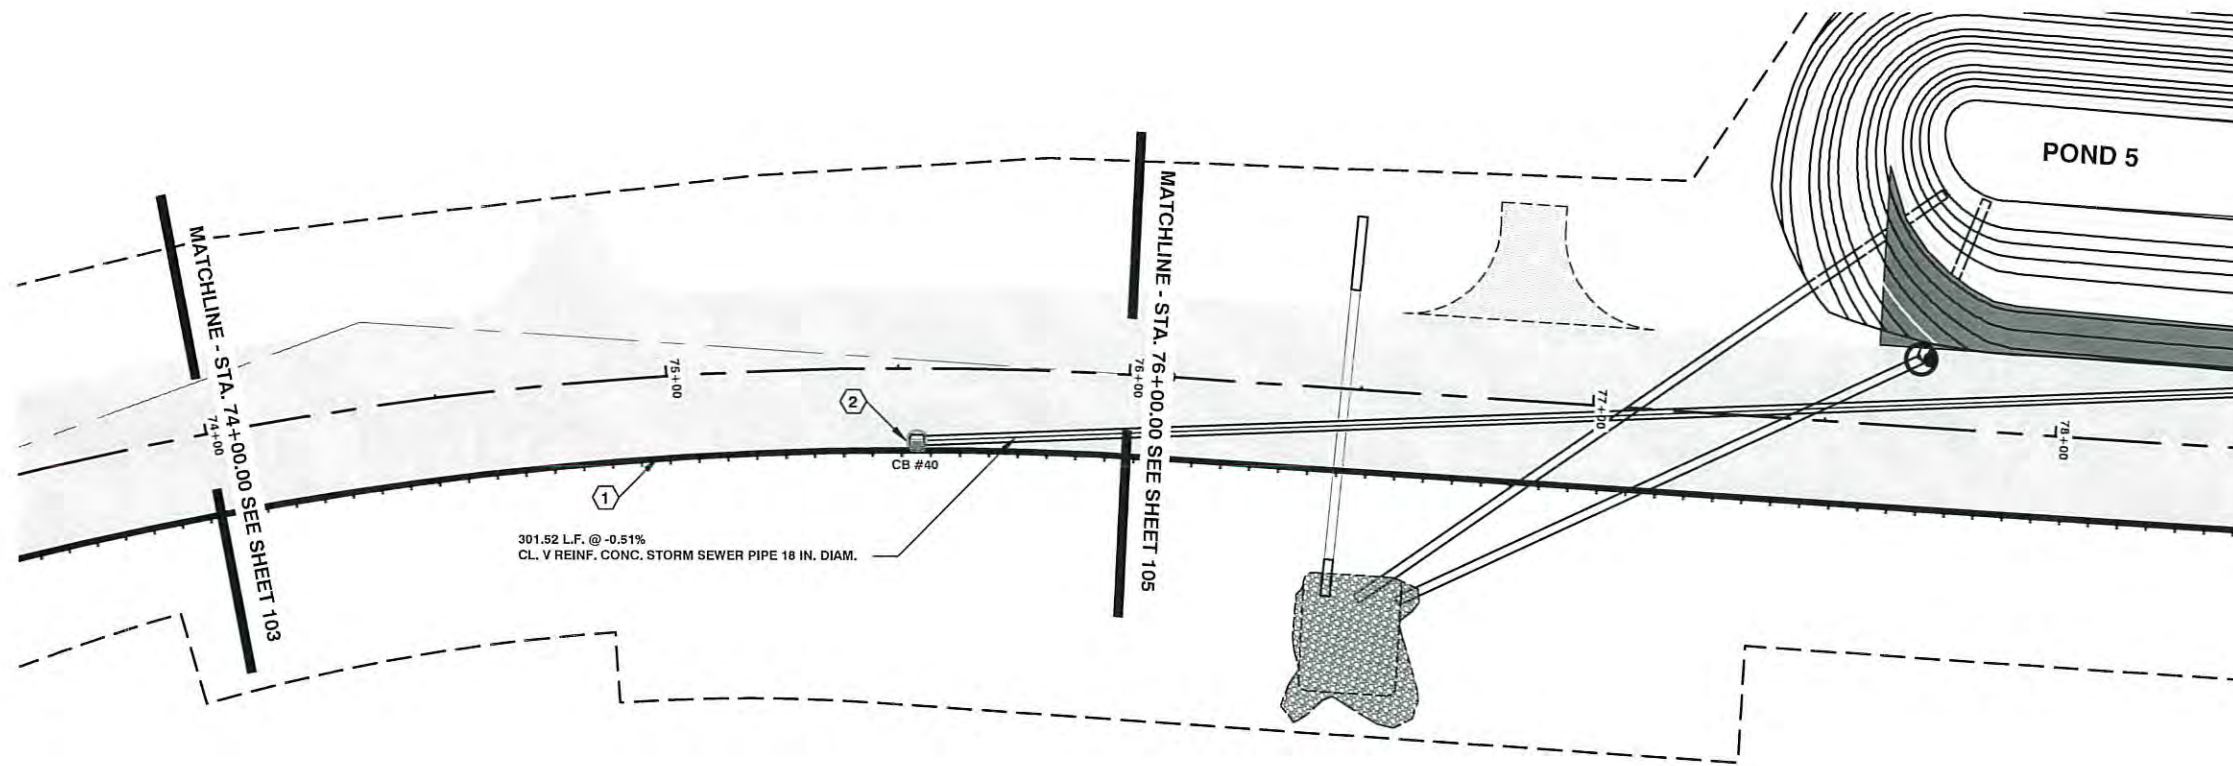 POND 5
MATCHLINE - STA. 74+00.00 SEE SHEET 103
MATCHLINE - STA. 76+00.00 SEE SHEET 105
74+00
75+00
76+00
77+00
78+00
2
CB #40
1
301.52 L.F. @ -0.51%
CL. V REINF. CONC. STORM SEWER PIPE 18 IN. DIAM.